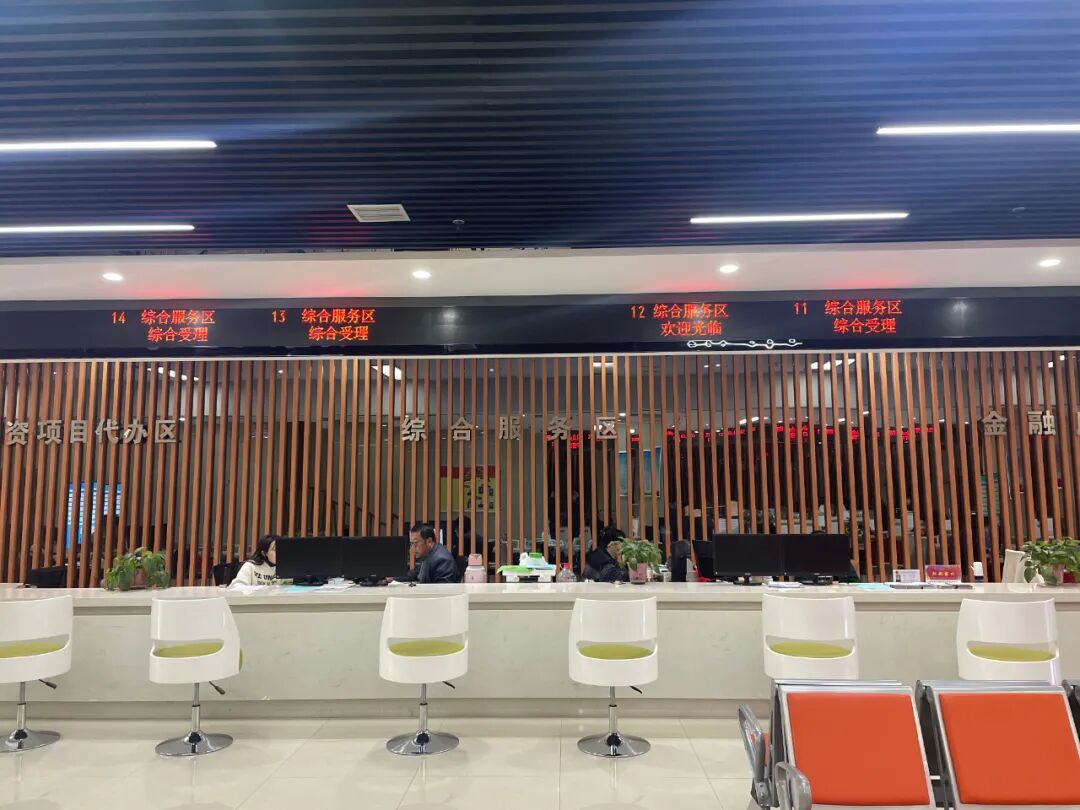 14 综合服务区
综合受理
13 综合服务区
综合受理
12 综合服务区
欢迎光临
11 综合服务区
综合受理
资项目代办区
综合服务区
金融